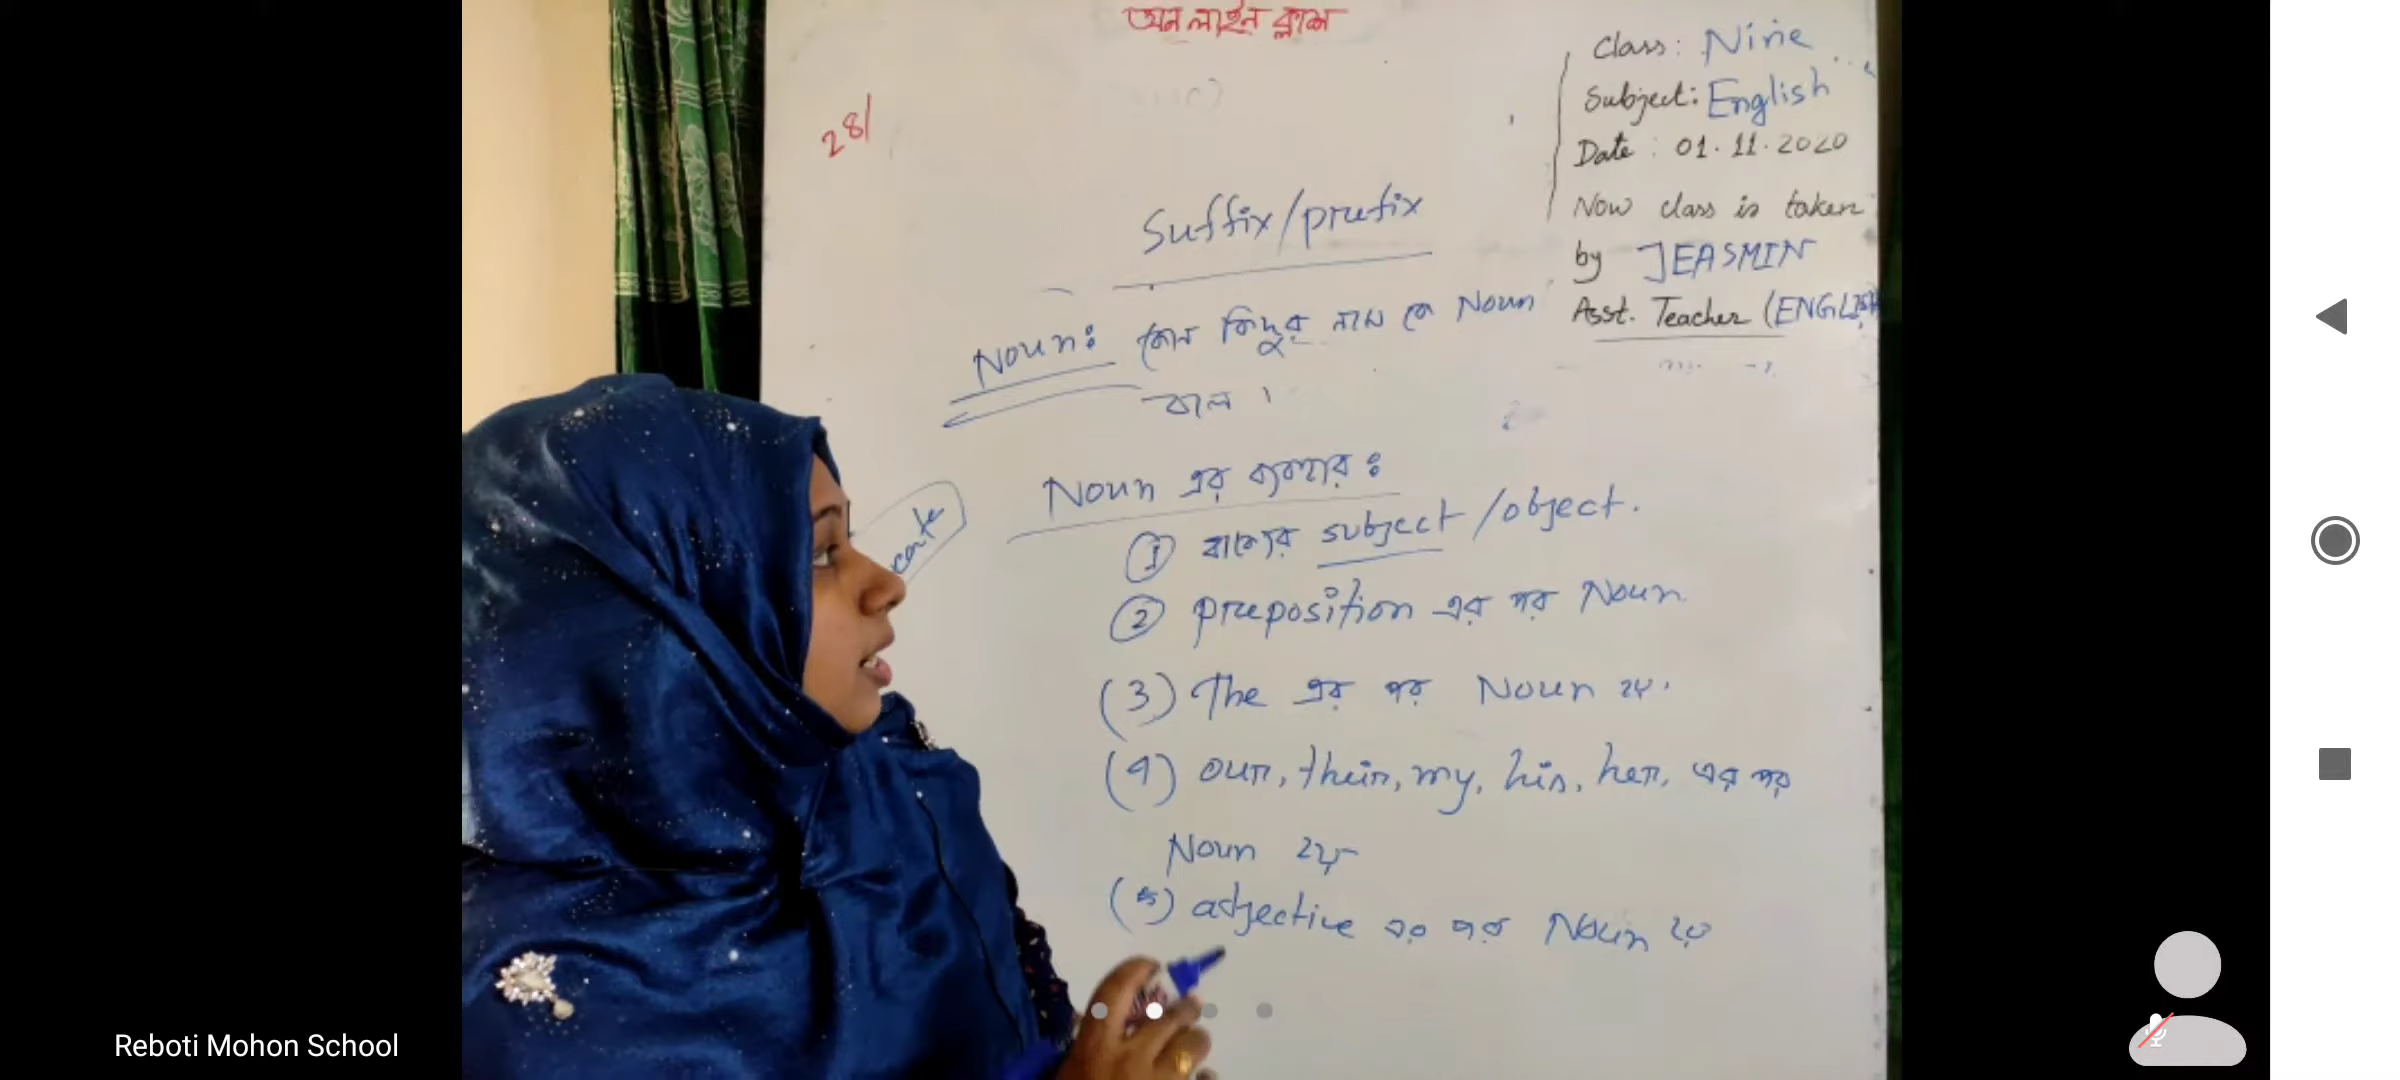 অন লাইন ক্লাশ
28/
Class: Nine
Subject: English
Date: 01.11.2020
Now class is taken
by JEASMIN
Asst. Teacher (ENGLISH
Suffix/prefix
Noun: কোন কিছুর নাম কে Noun
বলে।
cate
Noun এর ব্যবহার:
① বাক্যের subject /object.
② preposition এর পর Noun
(3) The এর পর Noun হয়.
(4) our, their, my, his, her, এর পর
Noun হয়
(5) adjective এর পর Noun হয়
Reboti Mohon School